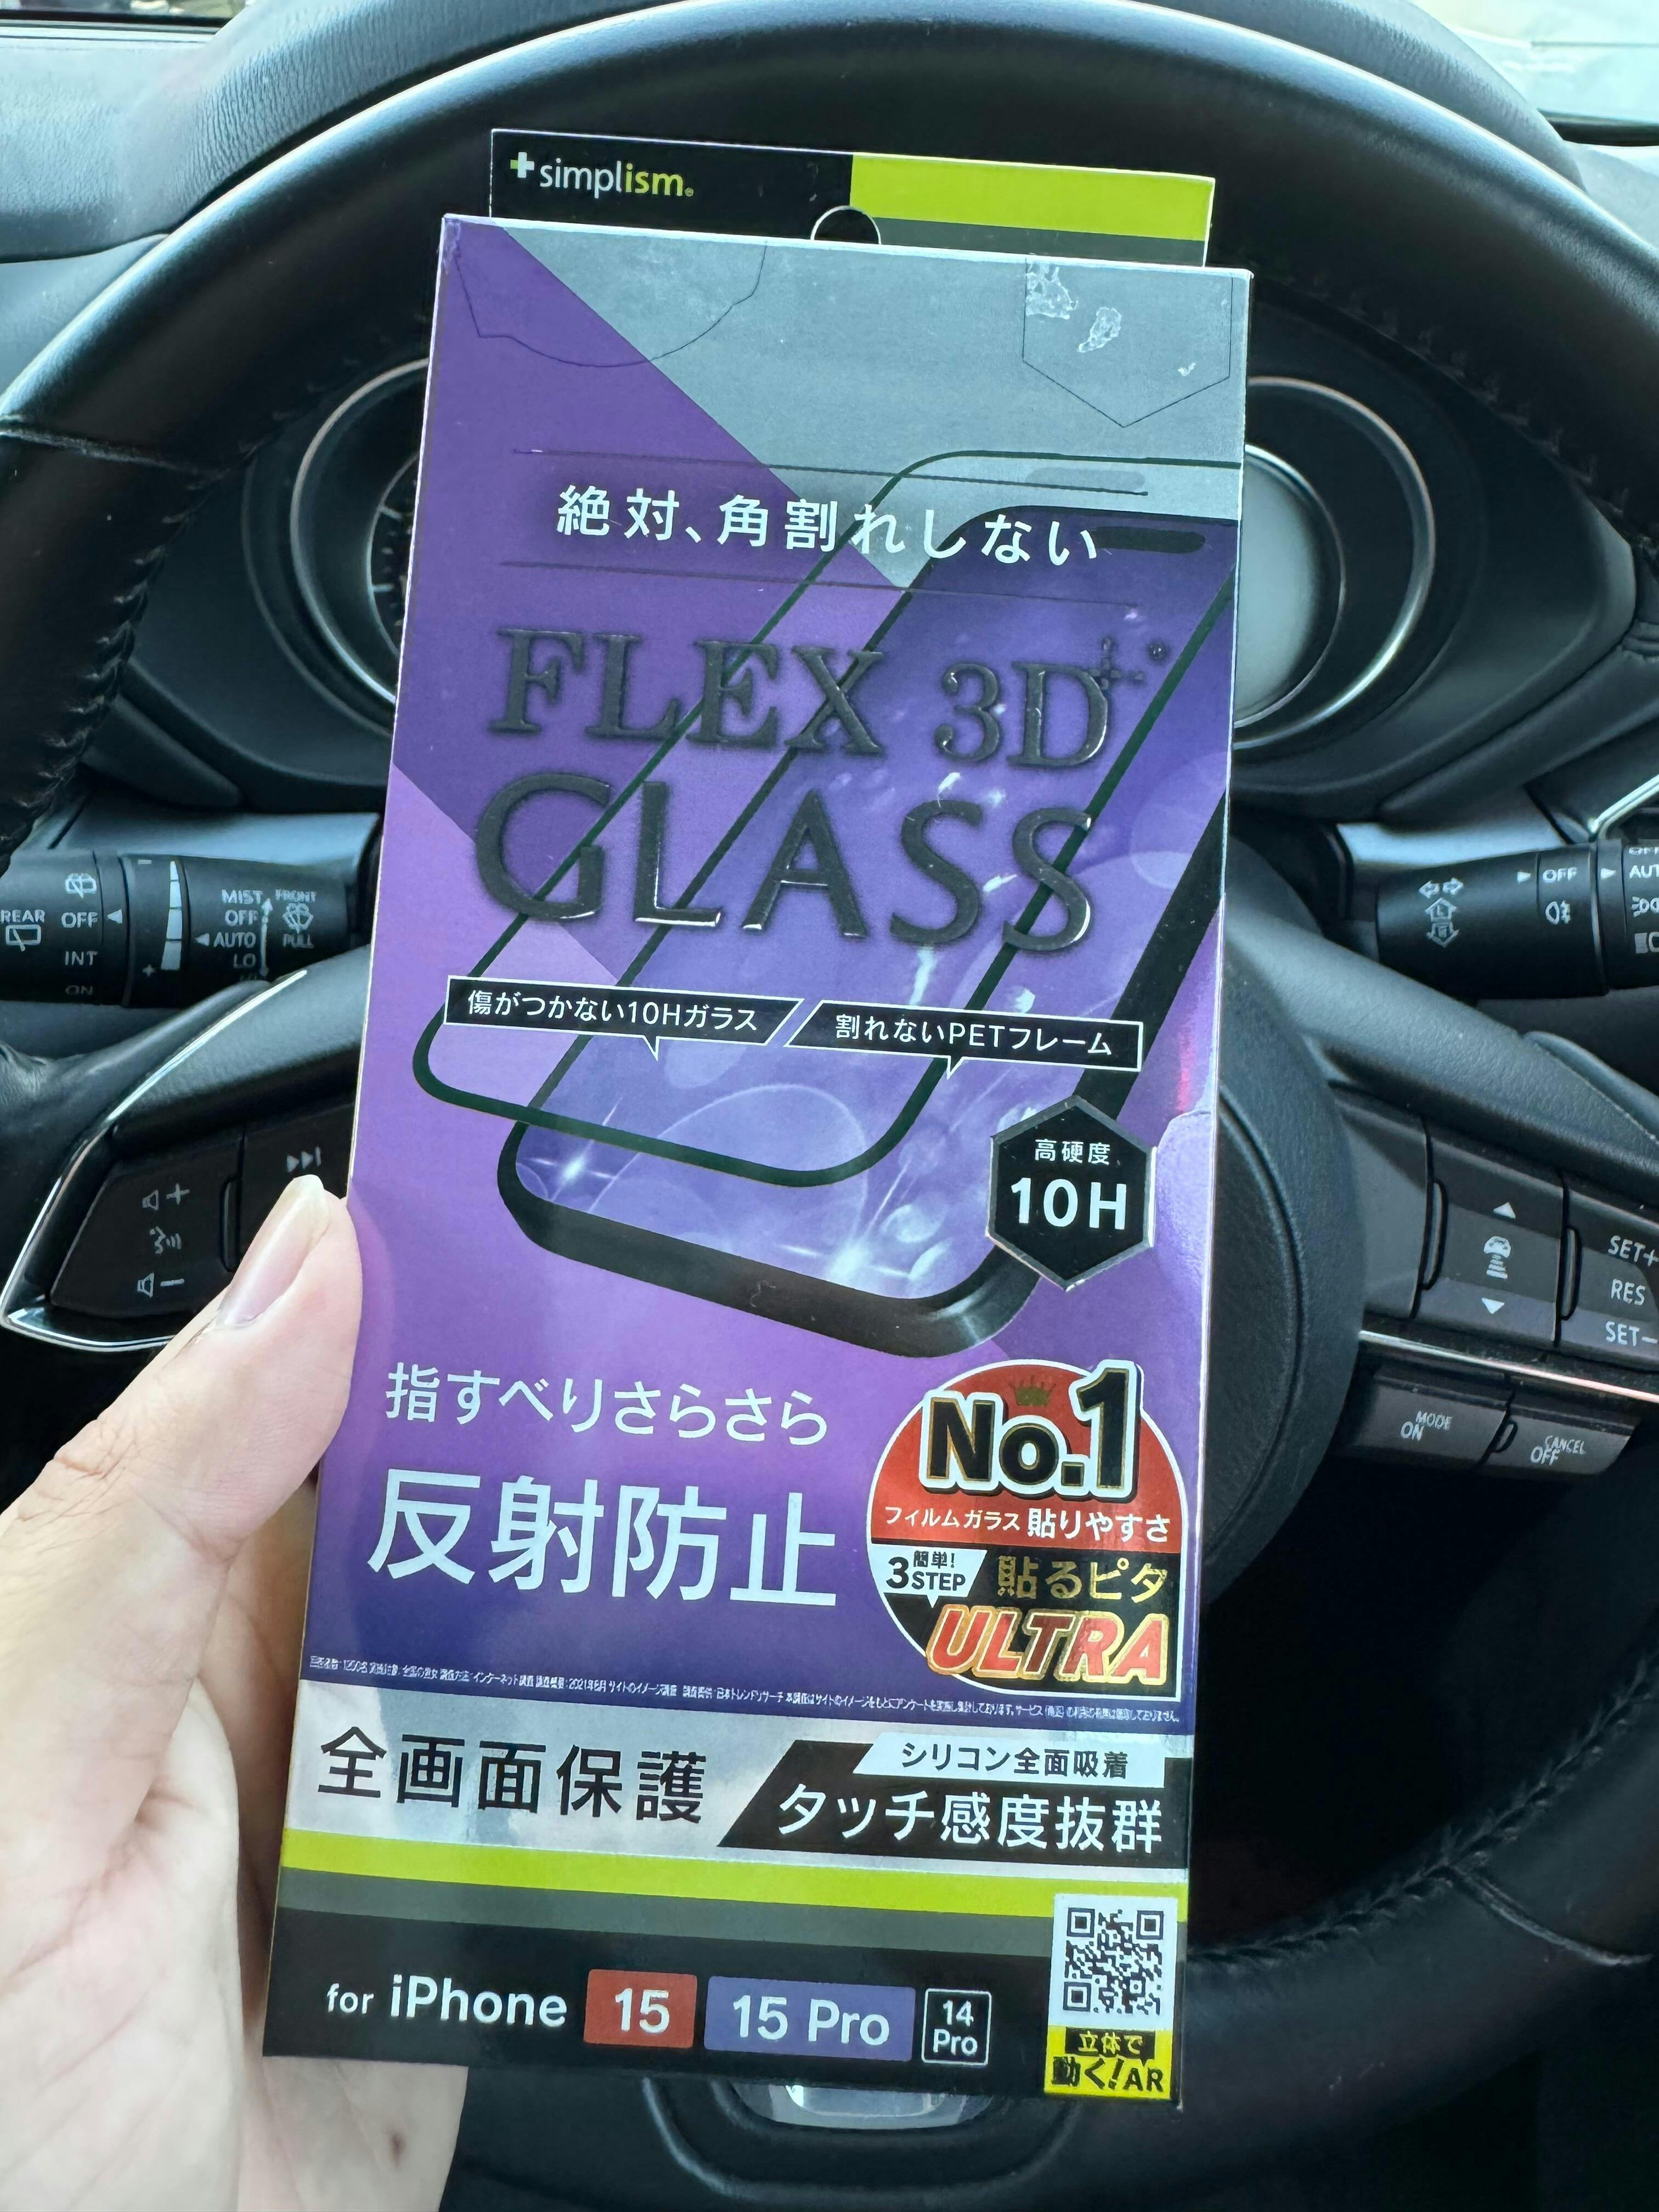 simplism
絶対、角割れしない
FLEX 3D
GLASS
傷がつかない10Hガラス
割れないPETフレーム
高硬度
10H
指すべりさらさら
反射防止
No.1
フィルムガラス 貼りやすさ
簡単!
3STEP
貼るピタ
ULTRA
全画面保護
シリコン全面吸着
タッチ感度抜群
for iPhone 15 15 Pro 14 Pro
立体で
動く!AR
REAR
OFF
INT
ON
MIST
OFF
AUTO
LO
FRONT
PULL
OFF
AUT
SET+
RES
SET-
MODE
ON
CANCEL
OFF